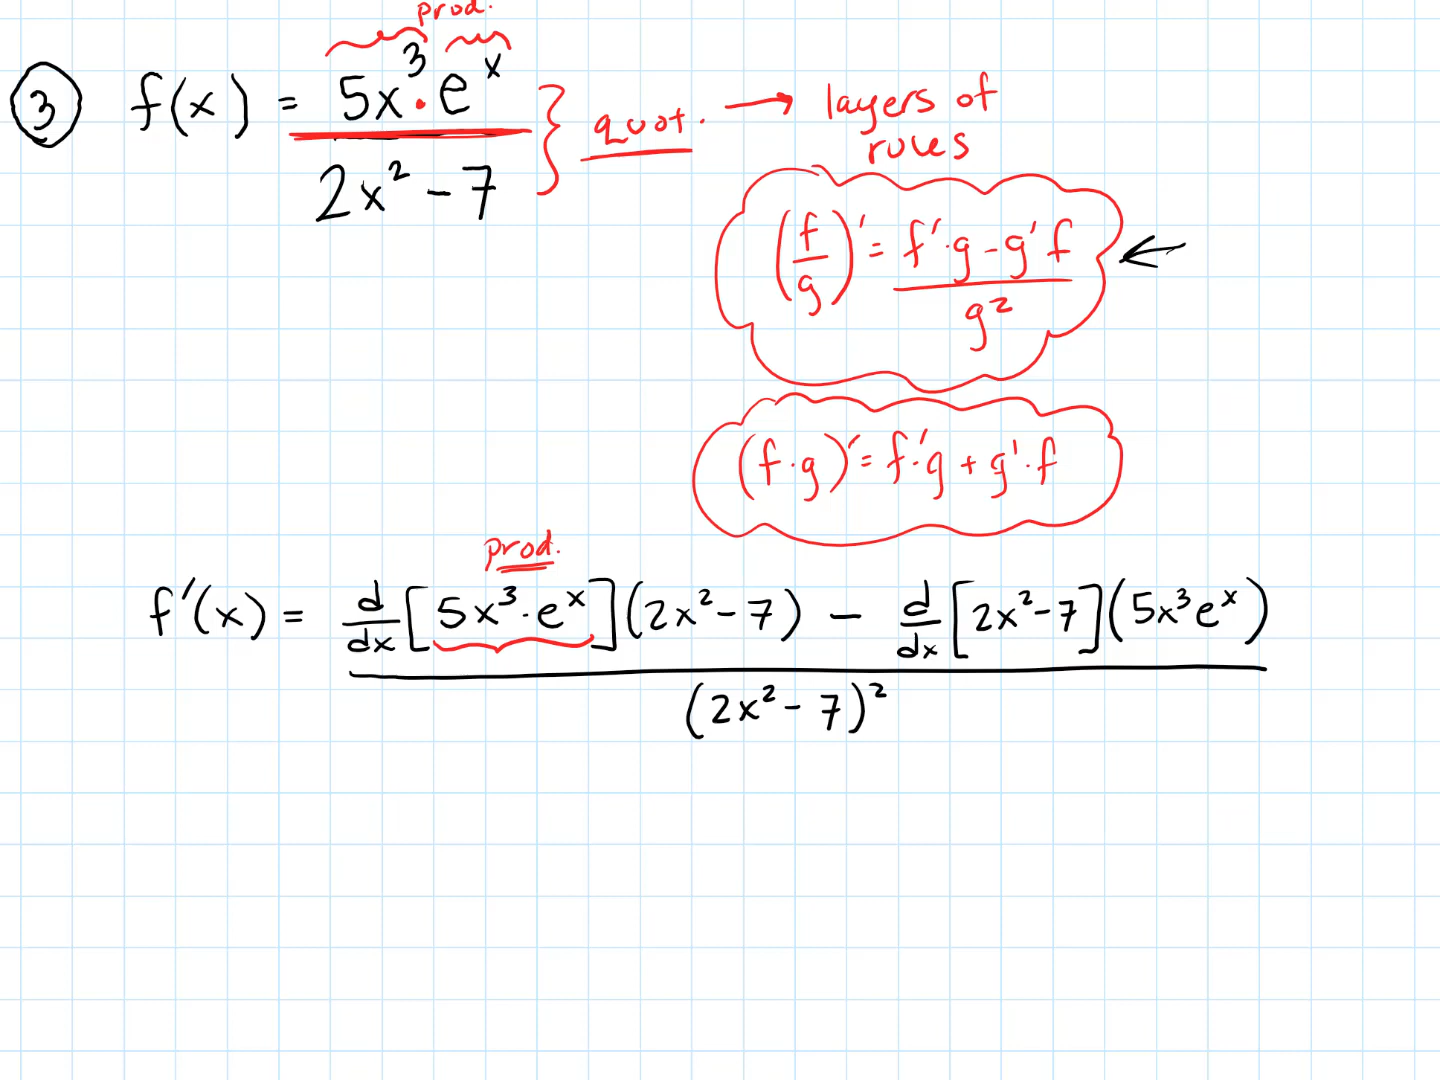 prod.
③ f(x) = (5x³ · eˣ) / (2x² - 7) } quot. → layers of
rules
(f/g)′ = (f′·g - g′f) / g²
(f·g)′ = f′·g + g′·f
prod.
f′(x) = (d/dx [5x³·eˣ](2x²-7) - d/dx [2x²-7](5x³eˣ)) / (2x²-7)²